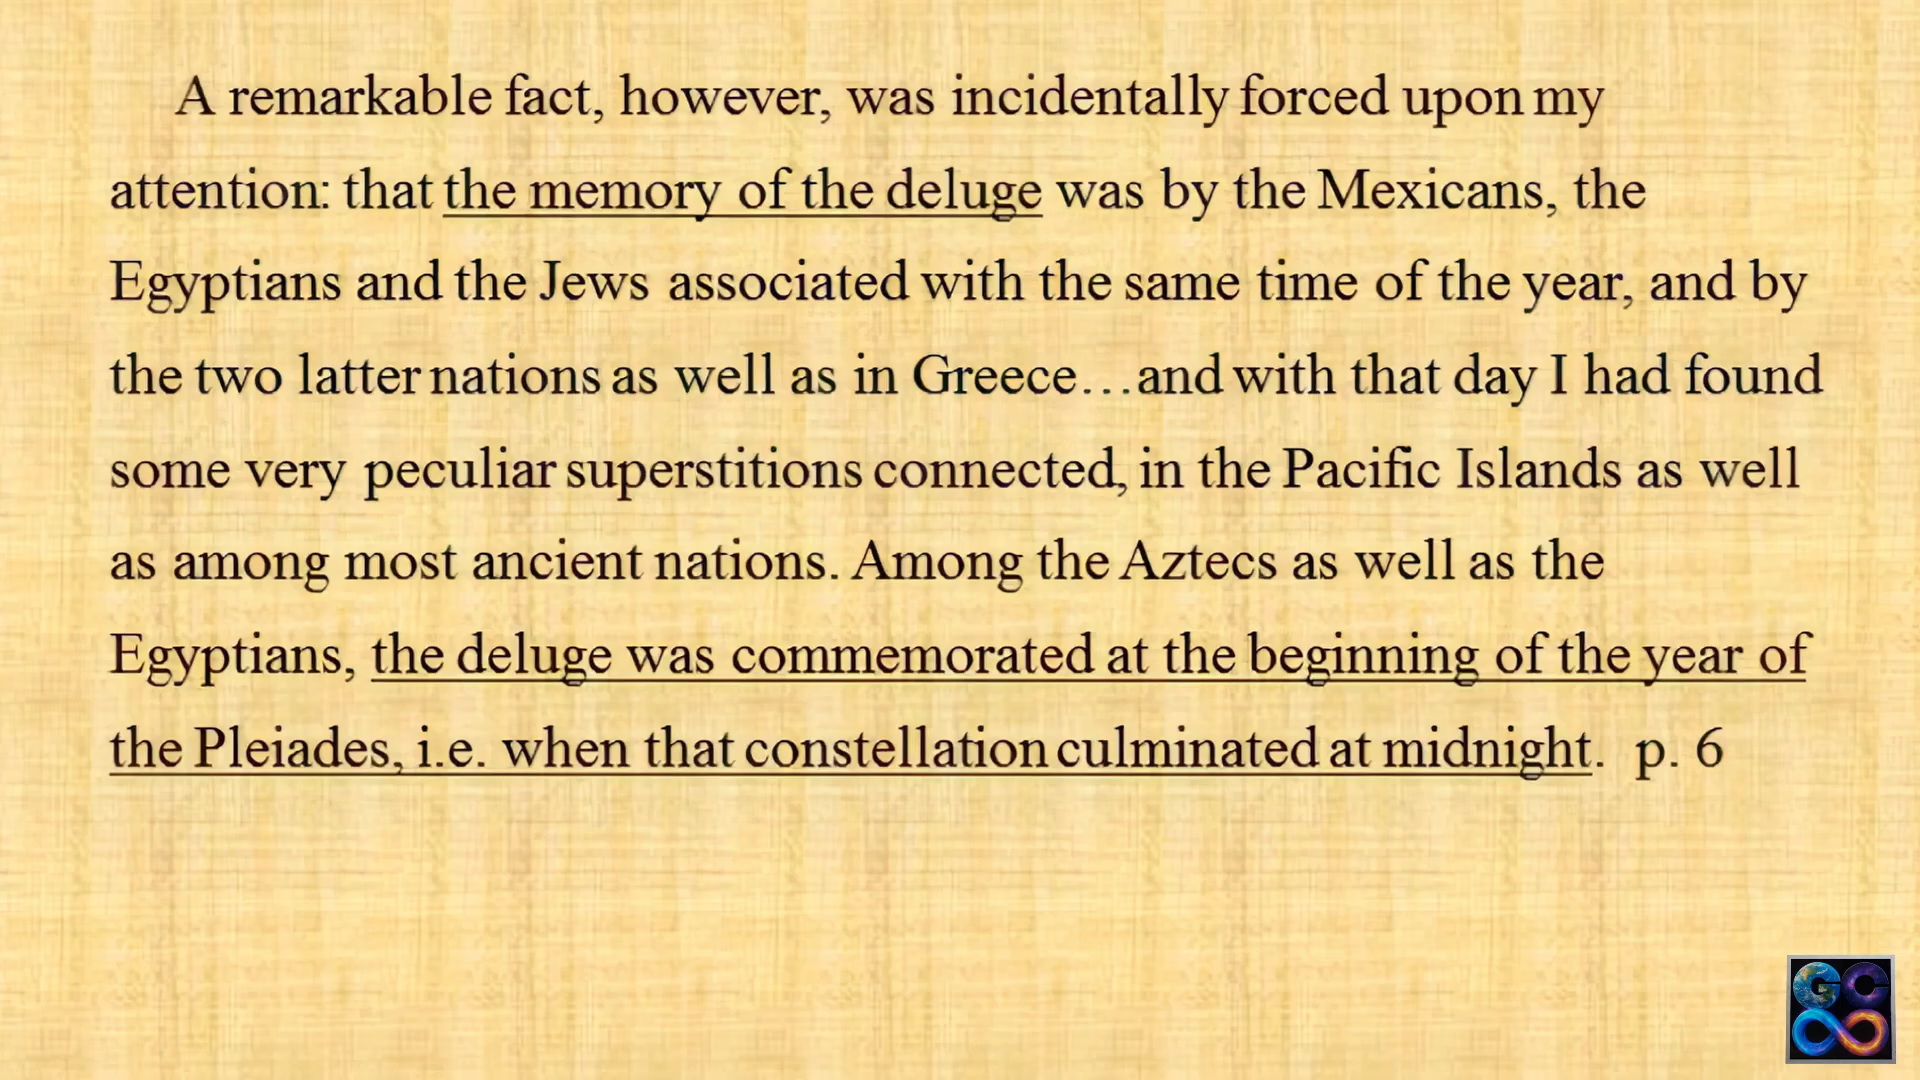 A remarkable fact, however, was incidentally forced upon my
attention: that the memory of the deluge was by the Mexicans, the
Egyptians and the Jews associated with the same time of the year, and by
the two latter nations as well as in Greece…and with that day I had found
some very peculiar superstitions connected, in the Pacific Islands as well
as among most ancient nations. Among the Aztecs as well as the
Egyptians, the deluge was commemorated at the beginning of the year of
the Pleiades, i.e. when that constellation culminated at midnight. p. 6
GC